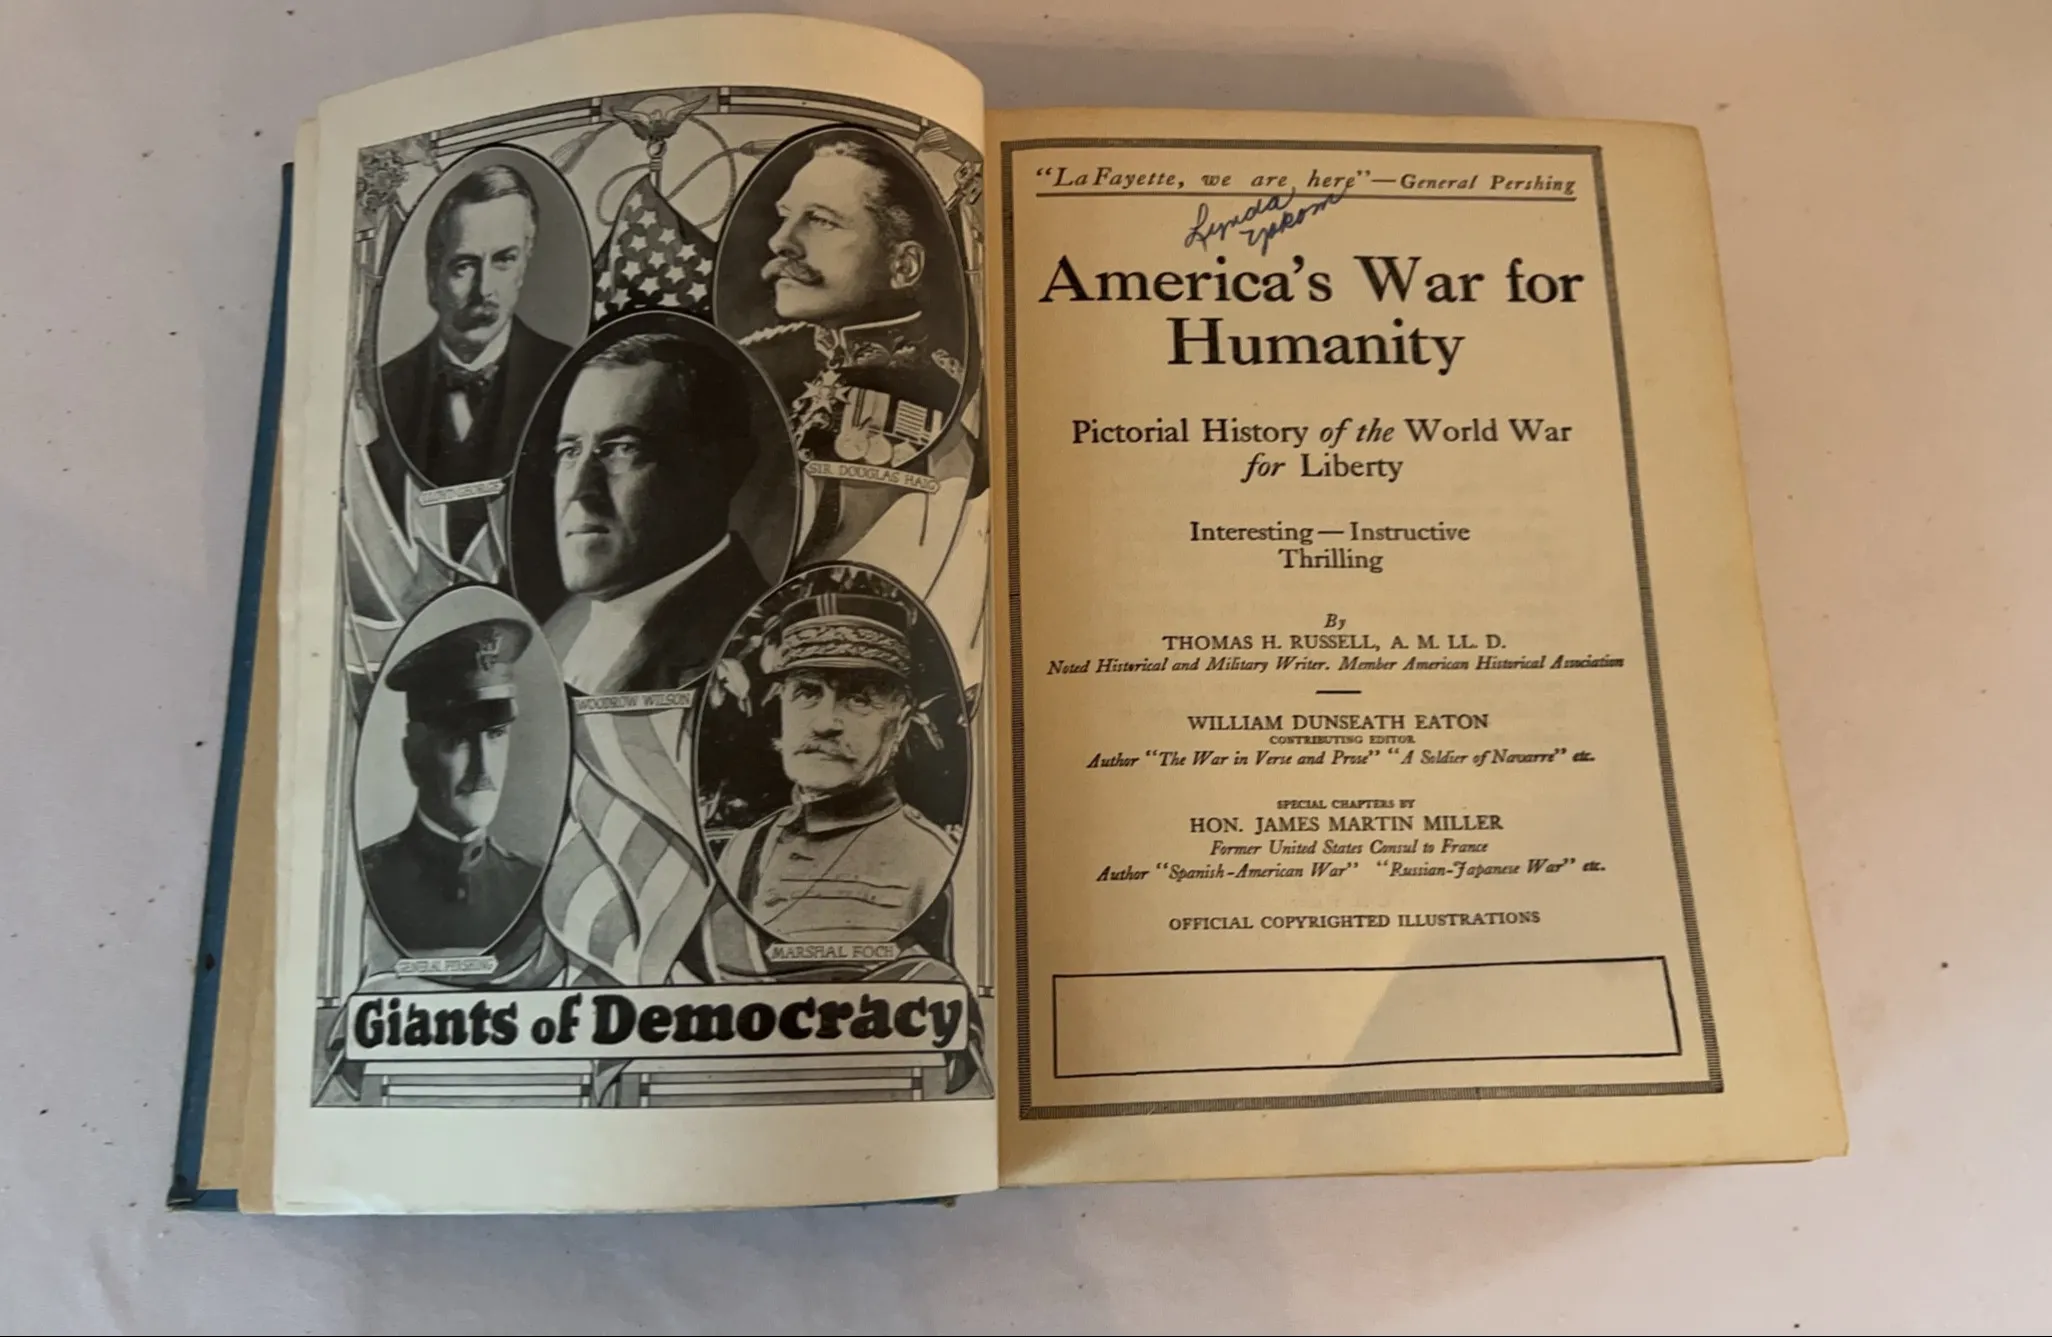 LLOYD GEORGE
SIR DOUGLAS HAIG
WOODROW WILSON
GENERAL PERSHING
MARSHAL FOCH
Giants of Democracy
"LaFayette, we are here"—General Pershing
Lynda
America's War for
Humanity
Pictorial History of the World War
for Liberty
Interesting—Instructive
Thrilling
By
THOMAS H. RUSSELL, A. M. LL. D.
Noted Historical and Military Writer. Member American Historical Association
WILLIAM DUNSEATH EATON
CONTRIBUTING EDITOR
Author "The War in Verse and Prose" "A Soldier of Navarre" etc.
SPECIAL CHAPTERS BY
HON. JAMES MARTIN MILLER
Former United States Consul to France
Author "Spanish-American War" "Russian-Japanese War" etc.
OFFICIAL COPYRIGHTED ILLUSTRATIONS